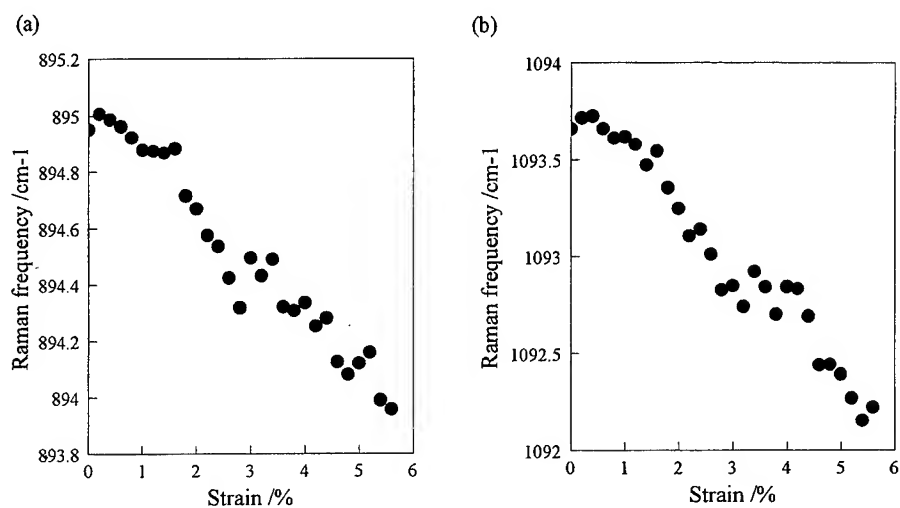 (a)
895.2
895
894.8
894.6
894.4
894.2
894
893.8
Raman frequency /cm-1
0 1 2 3 4 5 6
Strain /%
(b)
1094
1093.5
1093
1092.5
1092
Raman frequency /cm-1
0 1 2 3 4 5 6
Strain /%